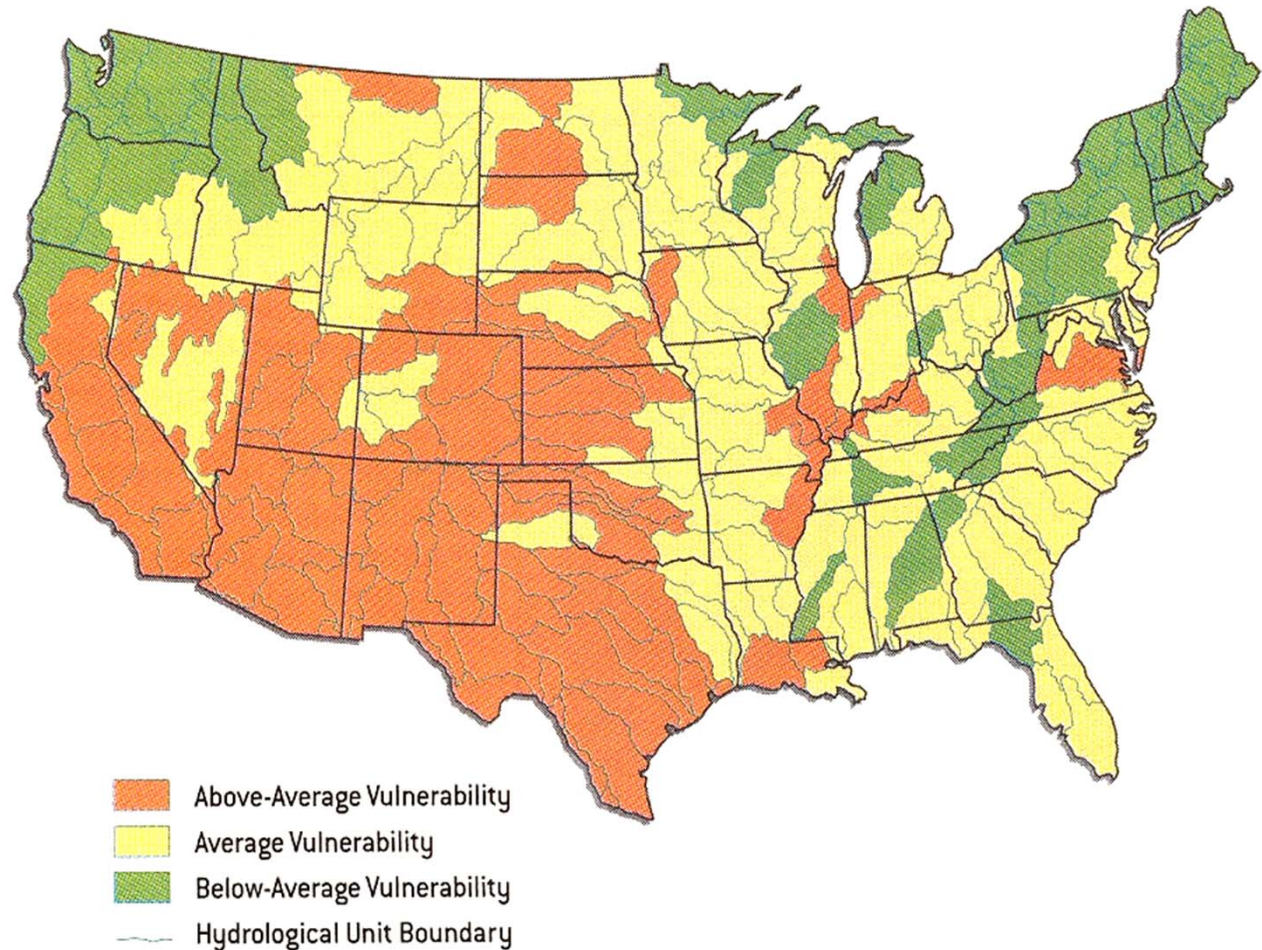 Above-Average Vulnerability
Average Vulnerability
Below-Average Vulnerability
Hydrological Unit Boundary